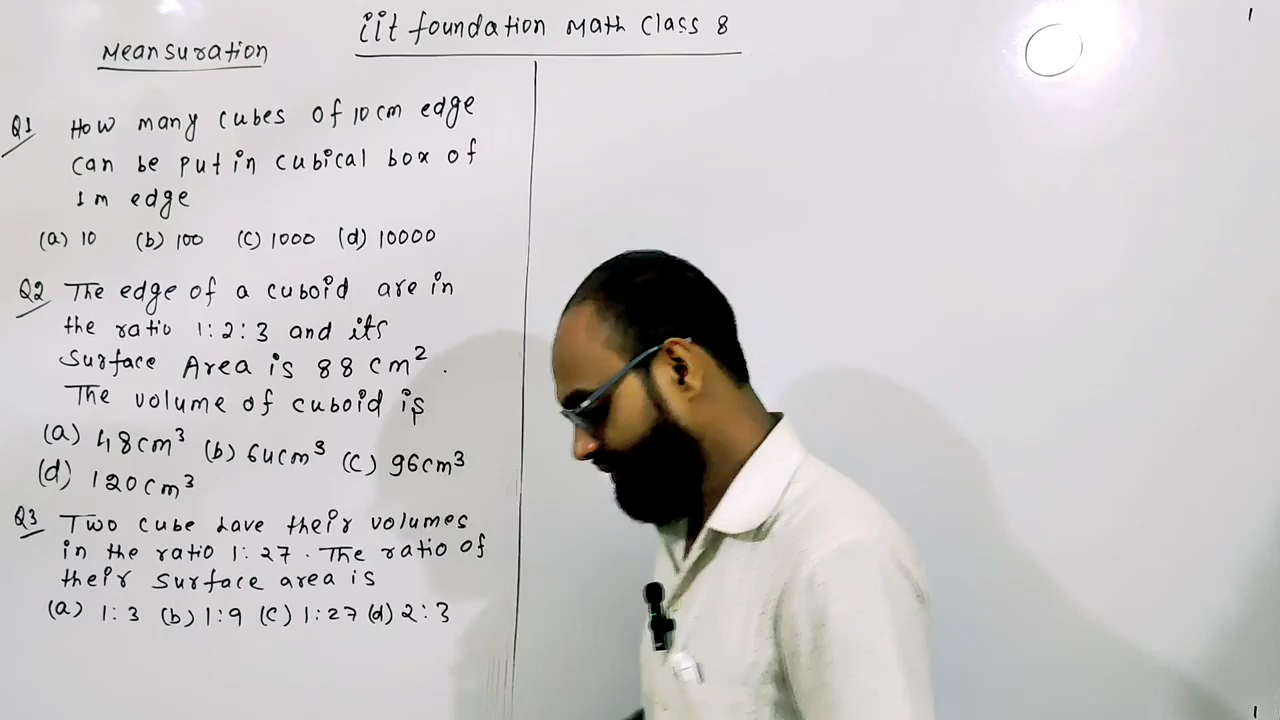 iit foundation Math Class 8
Meansuration
Q1 How many cubes of 10 cm edge
can be put in cubical box of
1m edge
(a) 10 (b) 100 (c) 1000 (d) 10000
Q2 The edge of a cuboid are in
the ratio 1:2:3 and its
surface Area is 88 cm².
The volume of cuboid is
(a) 48cm³ (b) 64cm³ (c) 96cm³
(d) 120cm³
Q3 Two cube have their volumes
in the ratio 1:27. The ratio of
their surface area is
(a) 1:3 (b) 1:9 (c) 1:27 (d) 2:3